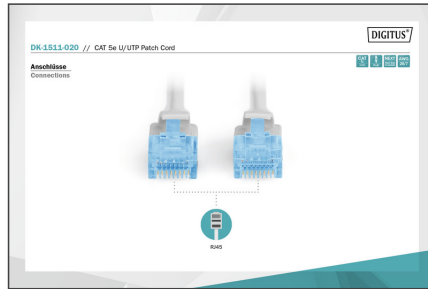 DIGITUS®
DK-1511-020 // CAT 5e U/UTP Patch Cord
Anschlüsse
Connections
RJ45